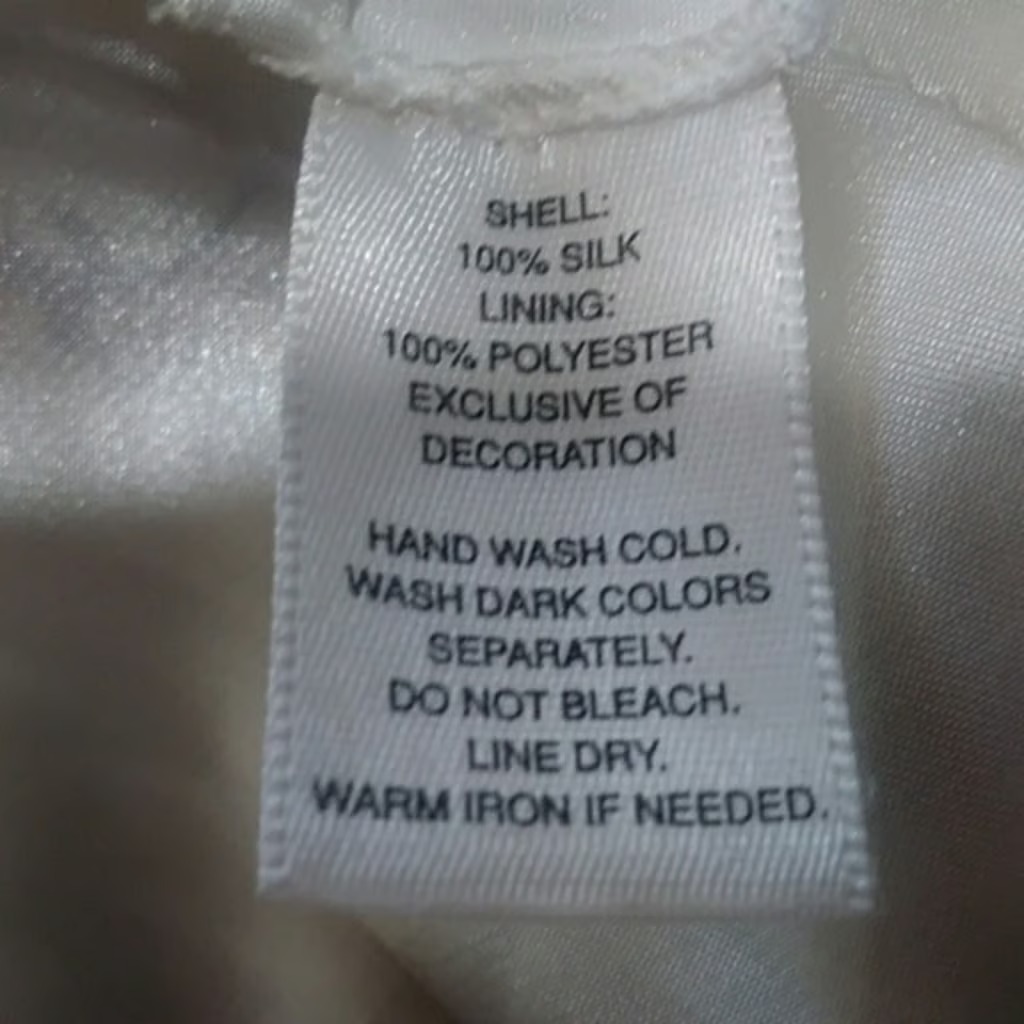 SHELL:
100% SILK
LINING:
100% POLYESTER
EXCLUSIVE OF
DECORATION
HAND WASH COLD.
WASH DARK COLORS
SEPARATELY.
DO NOT BLEACH.
LINE DRY.
WARM IRON IF NEEDED.